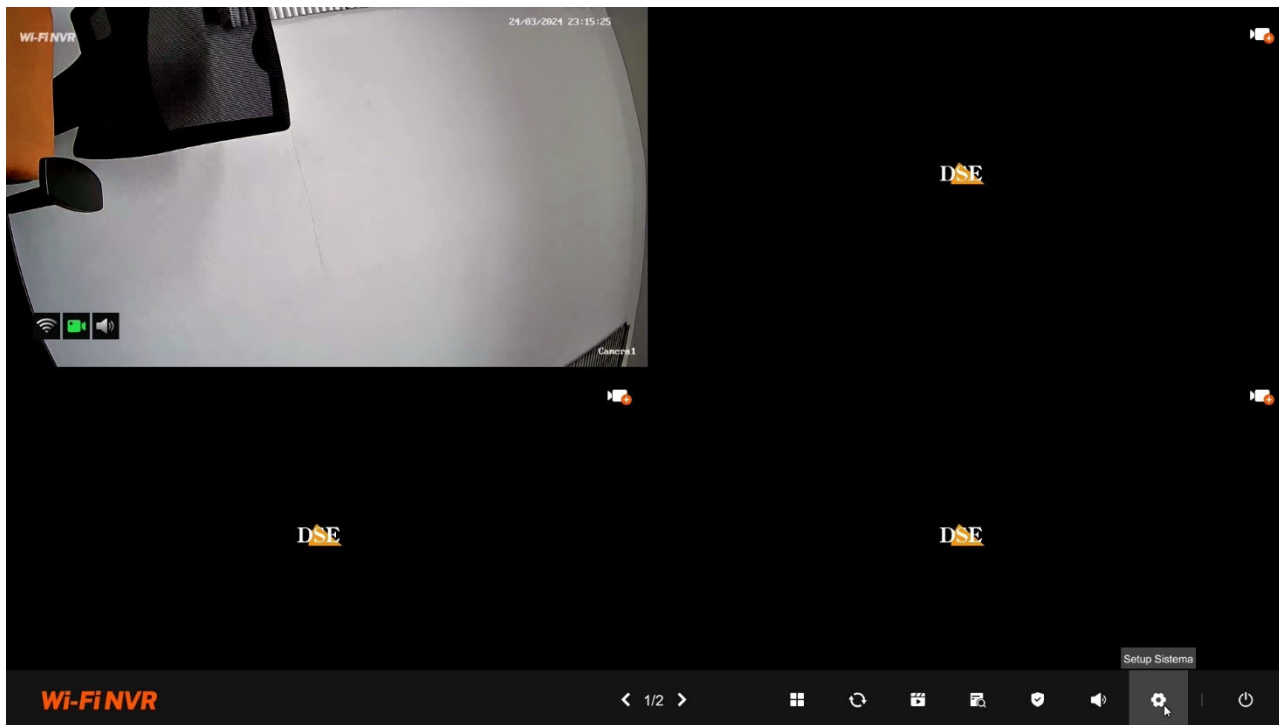 Wi-Fi NVR
24/03/2024 23:15:25
DSE
Camera1
DSE
DSE
Setup Sistema
Wi-Fi NVR
1/2